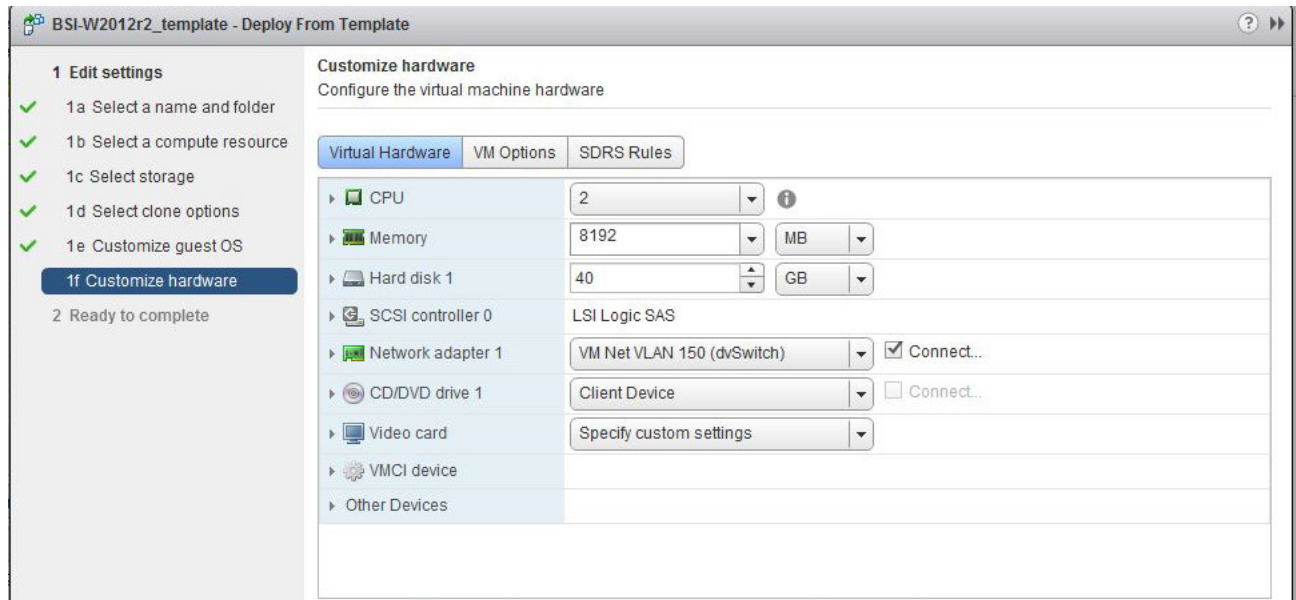 BSI-W2012r2_template - Deploy From Template
1 Edit settings
1a Select a name and folder
1b Select a compute resource
1c Select storage
1d Select clone options
1e Customize guest OS
1f Customize hardware
2 Ready to complete
Customize hardware
Configure the virtual machine hardware
Virtual Hardware VM Options SDRS Rules
CPU 2
Memory 8192 MB
Hard disk 1 40 GB
SCSI controller 0 LSI Logic SAS
Network adapter 1 VM Net VLAN 150 (dvSwitch) Connect...
CD/DVD drive 1 Client Device Connect...
Video card Specify custom settings
VMCI device
Other Devices